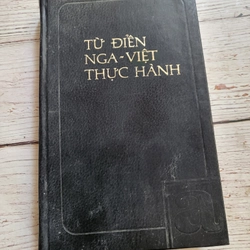 TỪ ĐIỂN
NGA-VIỆT
THỰC HÀNH